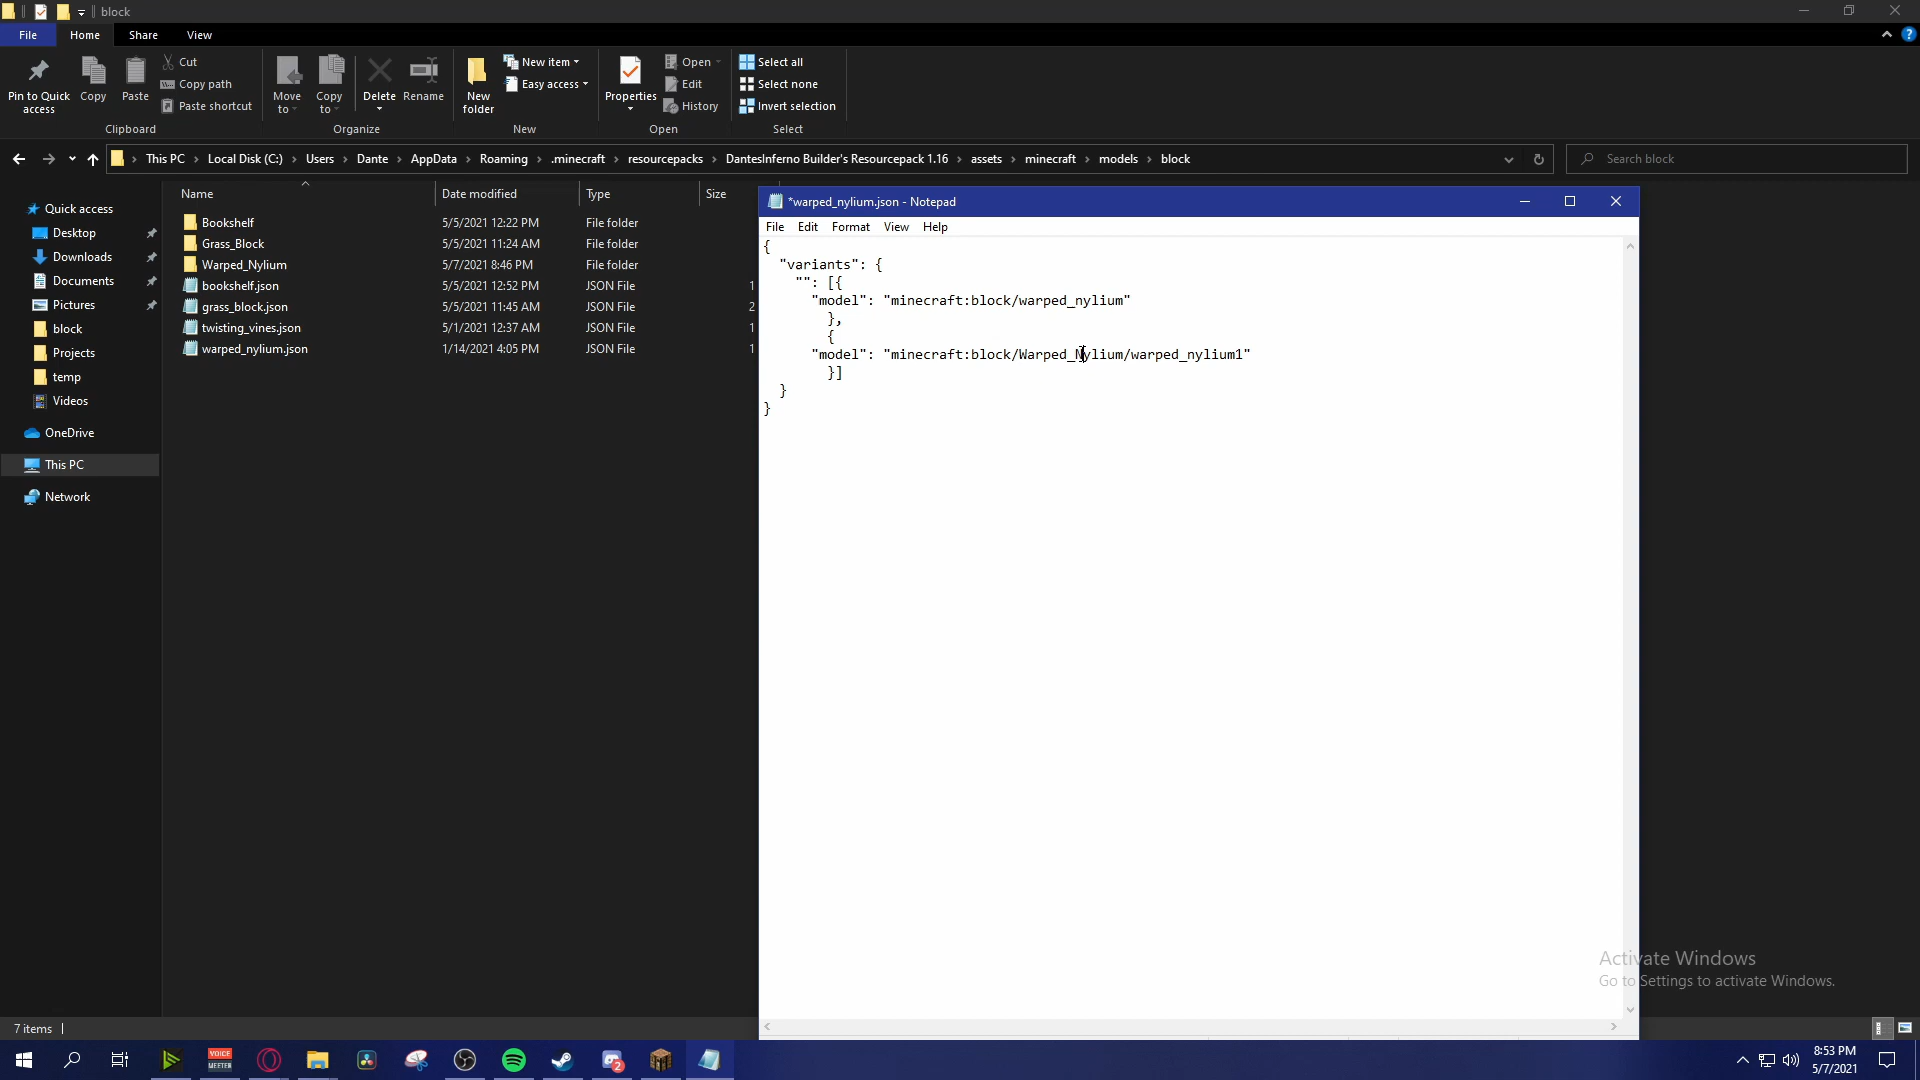 block
File Home Share View
Pin to Quick access
Copy
Paste
Cut
Copy path
Paste shortcut
Clipboard
Move to
Copy to
Delete
Rename
Organize
New folder
New item
Easy access
New
Properties
Open
Edit
History
Open
Select all
Select none
Invert selection
Select
This PC › Local Disk (C:) › Users › Dante › AppData › Roaming › .minecraft › resourcepacks › DantesInferno Builder's Resourcepack 1.16 › assets › minecraft › models › block
Search block
Quick access
Desktop
Downloads
Documents
Pictures
block
Projects
temp
Videos
OneDrive
This PC
Network
Name Date modified Type Size
Bookshelf 5/5/2021 12:22 PM File folder
Grass_Block 5/5/2021 11:24 AM File folder
Warped_Nylium 5/7/2021 8:46 PM File folder
bookshelf.json 5/5/2021 12:52 PM JSON File 1
grass_block.json 5/5/2021 11:45 AM JSON File 2
twisting_vines.json 5/1/2021 12:37 AM JSON File 1
warped_nylium.json 1/14/2021 4:05 PM JSON File 1
*warped_nylium.json - Notepad
File Edit Format View Help
{
"variants": {
"": [{
"model": "minecraft:block/warped_nylium"
},
{
"model": "minecraft:block/Warped_Nylium/warped_nylium1"
}]
}
}
Activate Windows
Go to Settings to activate Windows.
7 items
VOICE
MEETER
2
8:53 PM
5/7/2021